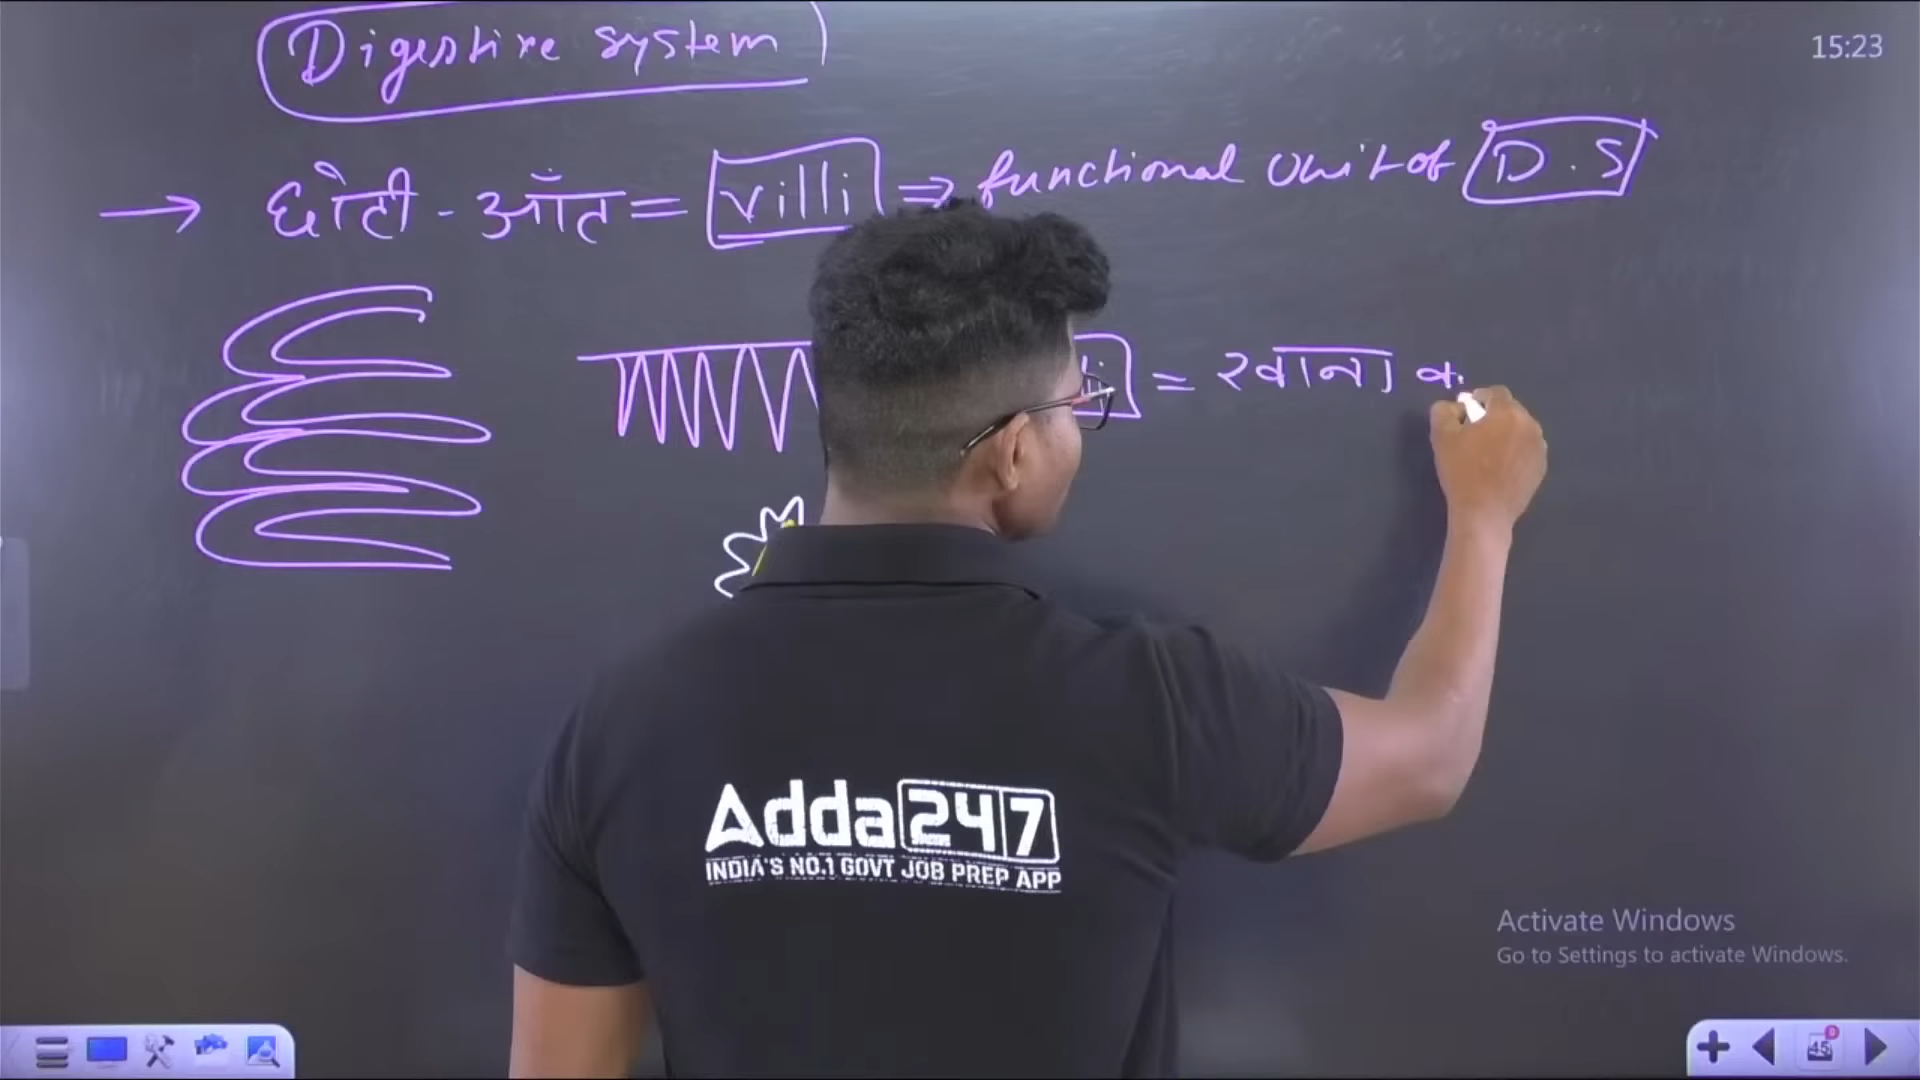 Digestive system
15:23
→ छोटी - आँत = villi ⇒ functional unit of D.S
= खाना
Adda247
INDIA'S NO.1 GOVT JOB PREP APP
Activate Windows
Go to Settings to activate Windows.
45